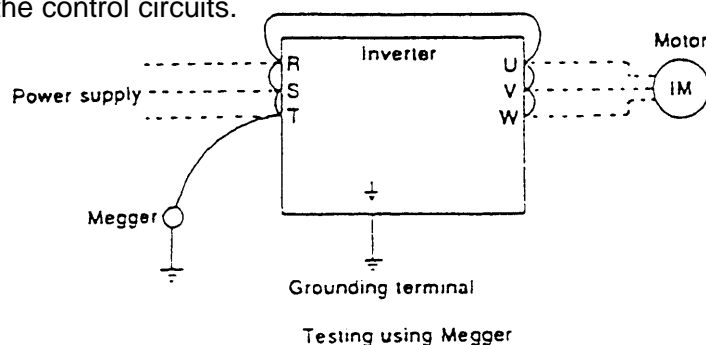 the control circuits.
Motor
Inverter
R
U
Power supply
S
V
IM
T
W
Megger
Grounding terminal
Testing using Megger